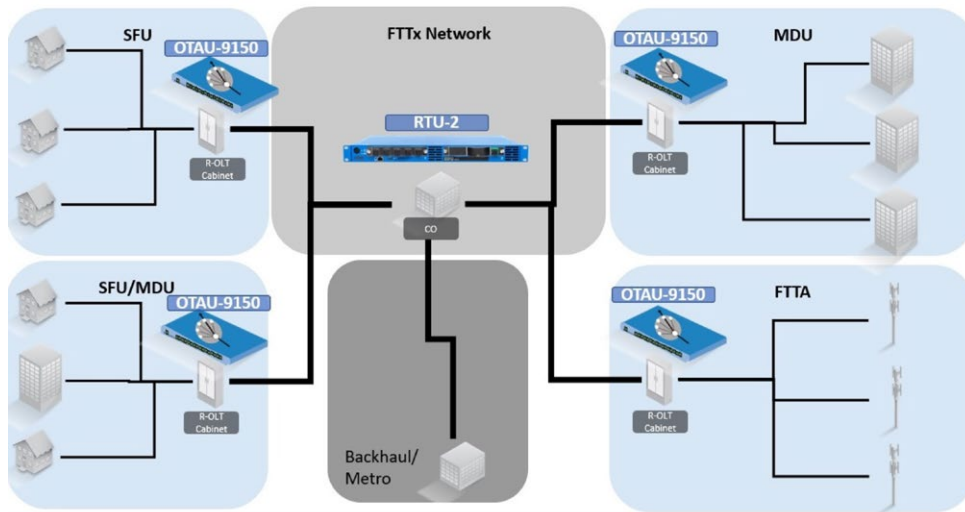 SFU
OTAU-9150
R-OLT
Cabinet
FTTx Network
RTU-2
CO
OTAU-9150
MDU
R-OLT
Cabinet
SFU/MDU
OTAU-9150
R-OLT
Cabinet
Backhaul/
Metro
OTAU-9150
FTTA
R-OLT
Cabinet